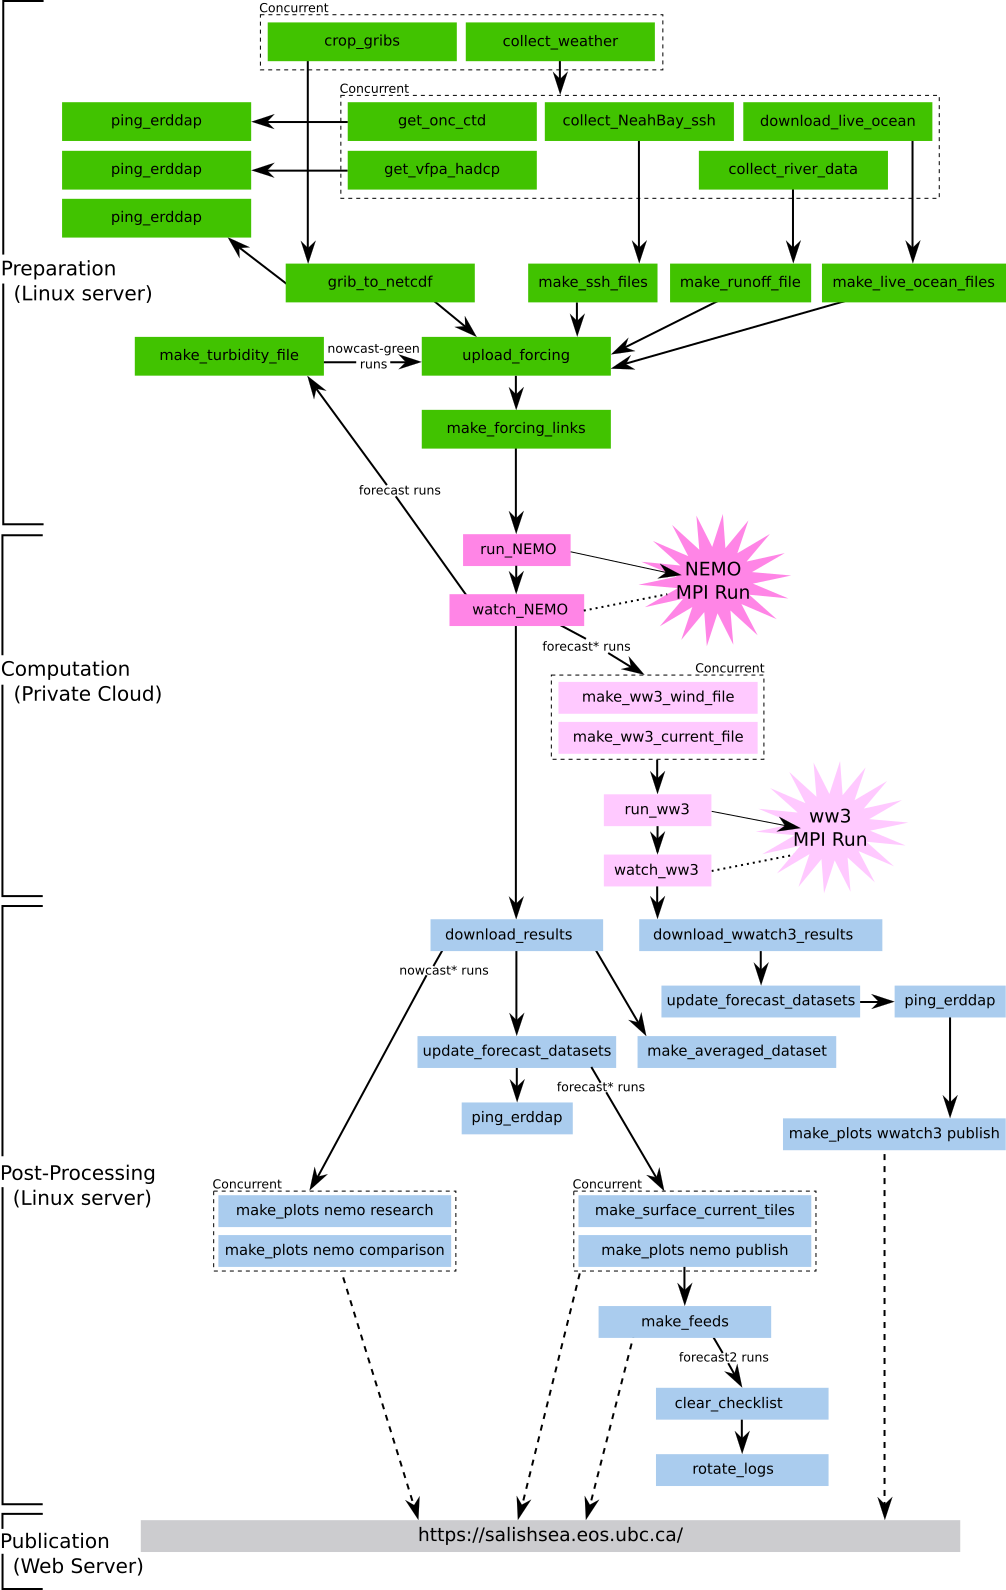 Concurrent
crop_gribs
collect_weather
Concurrent
ping_erddap
get_onc_ctd
collect_NeahBay_ssh
download_live_ocean
ping_erddap
get_vfpa_hadcp
collect_river_data
ping_erddap
Preparation
(Linux server)
grib_to_netcdf
make_ssh_files
make_runoff_file
make_live_ocean_files
make_turbidity_file
nowcast-green
runs
upload_forcing
make_forcing_links
forecast runs
run_NEMO
NEMO
MPI Run
watch_NEMO
forecast* runs
Computation
(Private Cloud)
Concurrent
make_ww3_wind_file
make_ww3_current_file
run_ww3
ww3
MPI Run
watch_ww3
download_results
download_wwatch3_results
nowcast* runs
update_forecast_datasets
ping_erddap
update_forecast_datasets
make_averaged_dataset
forecast* runs
ping_erddap
make_plots wwatch3 publish
Post-Processing
(Linux server)
Concurrent
make_plots nemo research
make_plots nemo comparison
Concurrent
make_surface_current_tiles
make_plots nemo publish
make_feeds
forecast2 runs
clear_checklist
rotate_logs
Publication
(Web Server)
https://salishsea.eos.ubc.ca/